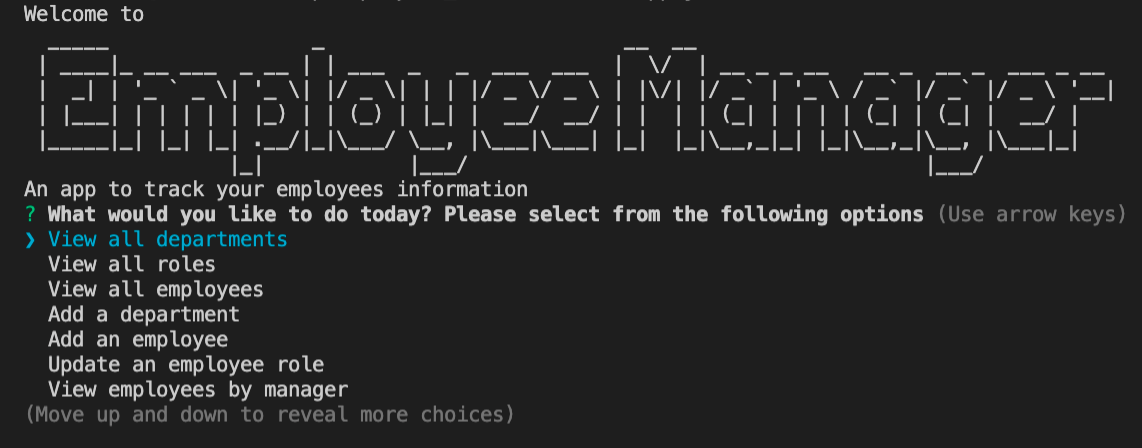 Welcome to
Employee Manager
An app to track your employees information
? What would you like to do today? Please select from the following options (Use arrow keys)
❯ View all departments
View all roles
View all employees
Add a department
Add an employee
Update an employee role
View employees by manager
(Move up and down to reveal more choices)